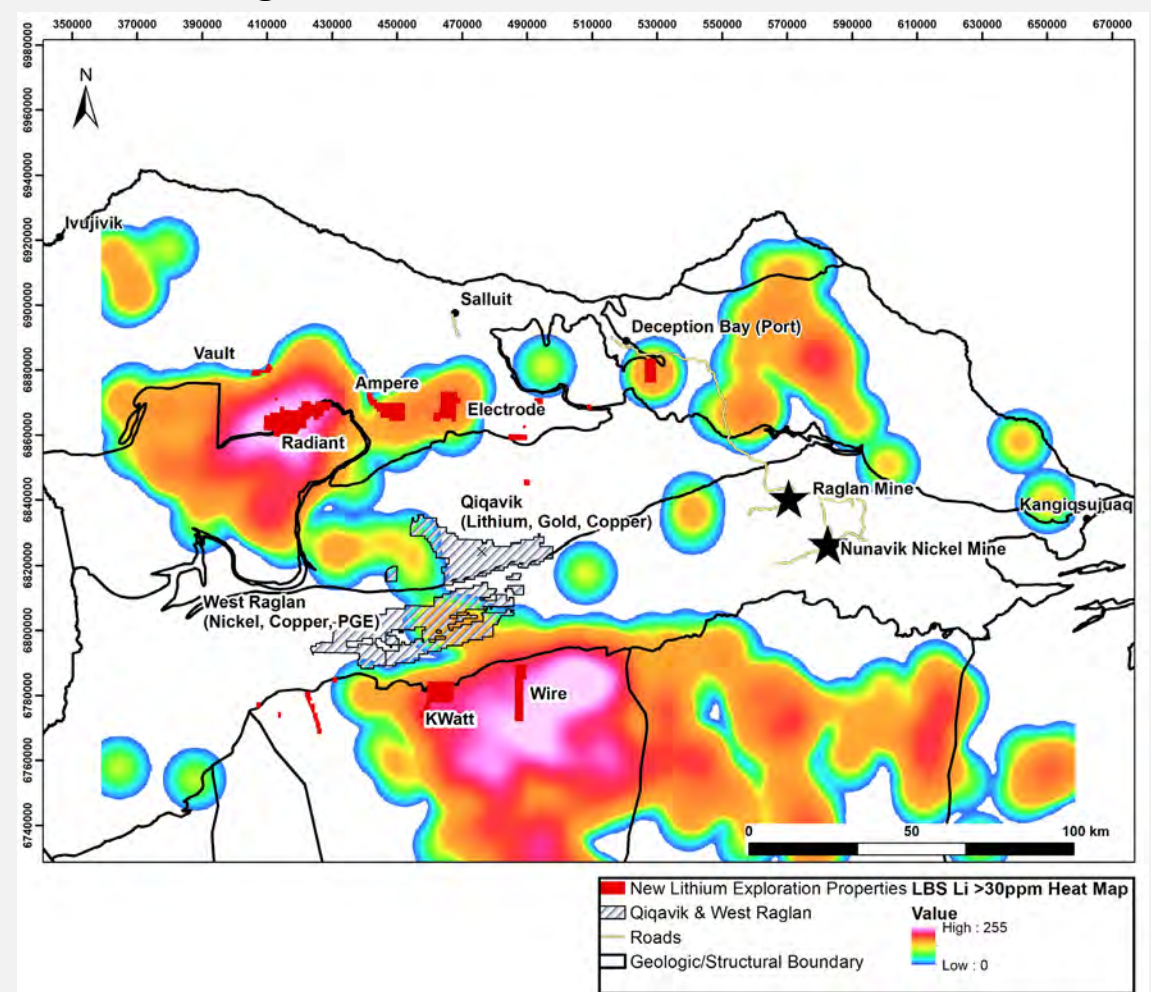 350000 370000 390000 410000 430000 450000 470000 490000 510000 530000 550000 570000 590000 610000 630000 650000 670000
6980000
6960000
6940000
6920000
6900000
6880000
6860000
6840000
6820000
6800000
6780000
6760000
6740000
N
Ivujivik
Salluit
Deception Bay (Port)
Vault
Ampere
Electrode
Radiant
Raglan Mine
Qiqavik
(Lithium, Gold, Copper)
Kangiqsujuaq
Nunavik Nickel Mine
West Raglan
(Nickel, Copper, PGE)
Wire
KWatt
0 50 100 km
New Lithium Exploration Properties
Qiqavik & West Raglan
Roads
Geologic/Structural Boundary
LBS Li >30ppm Heat Map
Value
High : 255
Low : 0